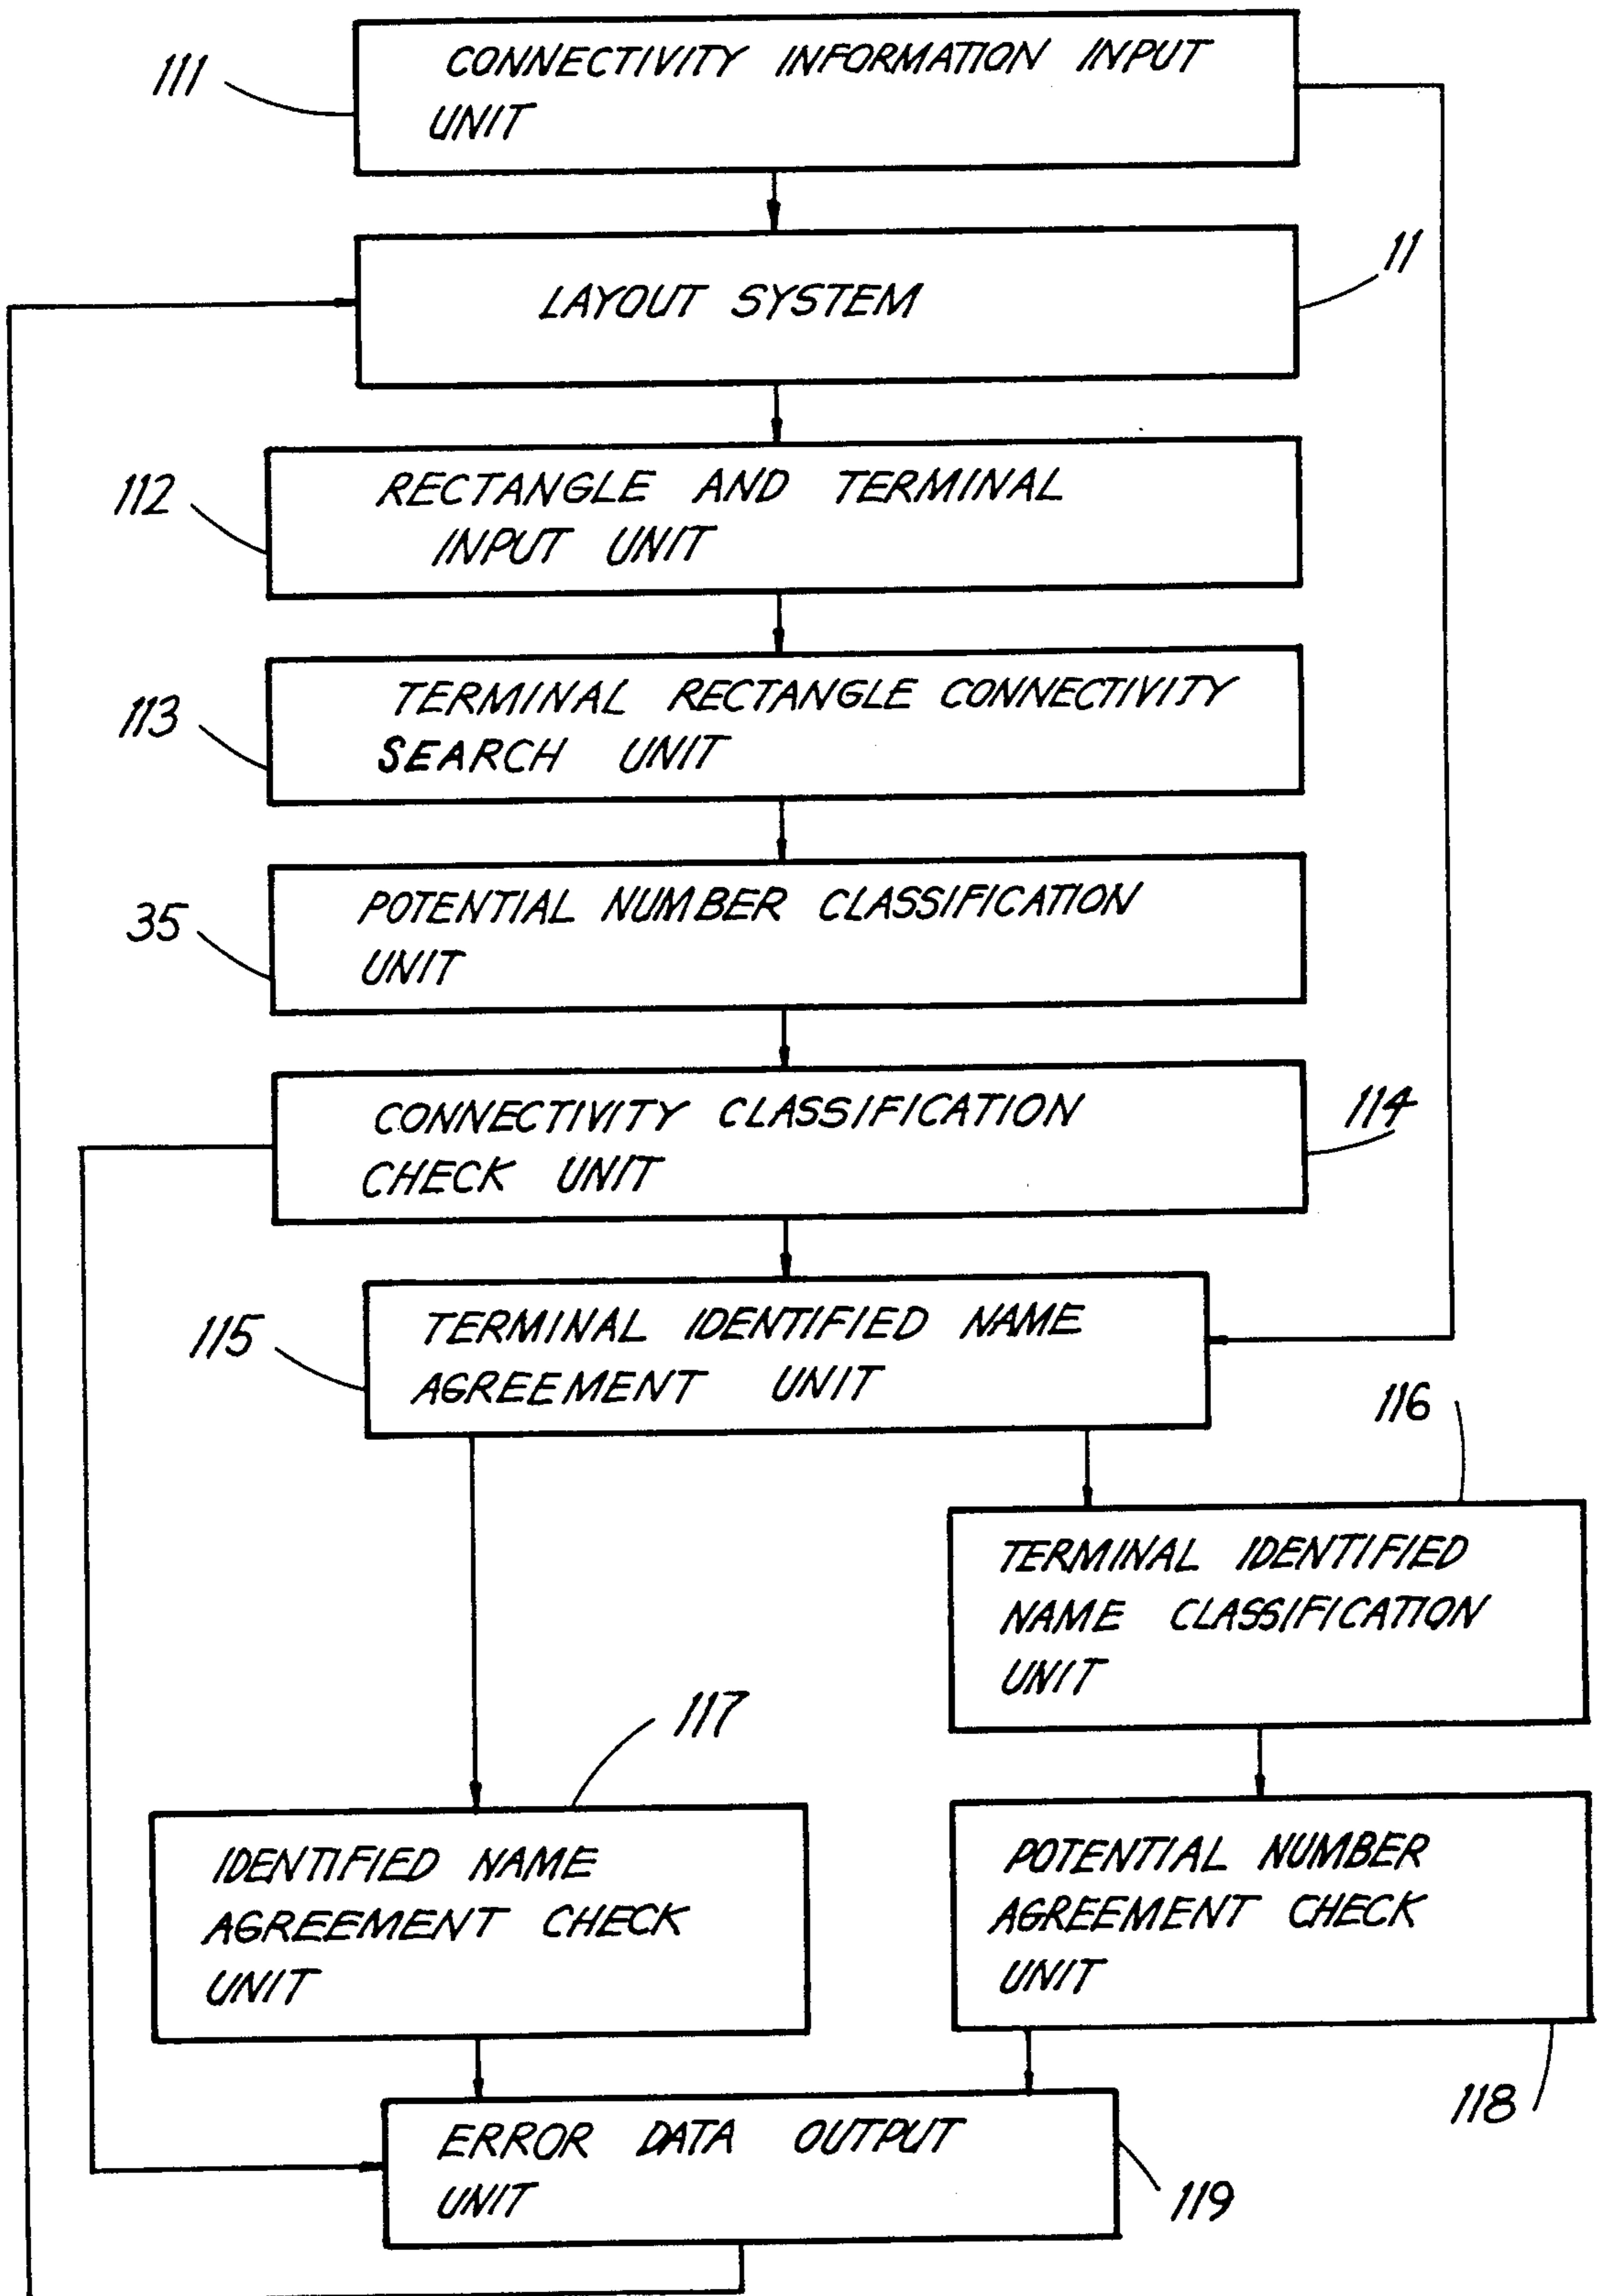 111
CONNECTIVITY INFORMATION INPUT
UNIT
LAYOUT SYSTEM
11
112
RECTANGLE AND TERMINAL
INPUT UNIT
113
TERMINAL RECTANGLE CONNECTIVITY
SEARCH UNIT
35
POTENTIAL NUMBER CLASSIFICATION
UNIT
CONNECTIVITY CLASSIFICATION
CHECK UNIT
114
115
TERMINAL IDENTIFIED NAME
AGREEMENT UNIT
116
TERMINAL IDENTIFIED
NAME CLASSIFICATION
UNIT
117
IDENTIFIED NAME
AGREEMENT CHECK
UNIT
POTENTIAL NUMBER
AGREEMENT CHECK
UNIT
118
ERROR DATA OUTPUT
UNIT
119